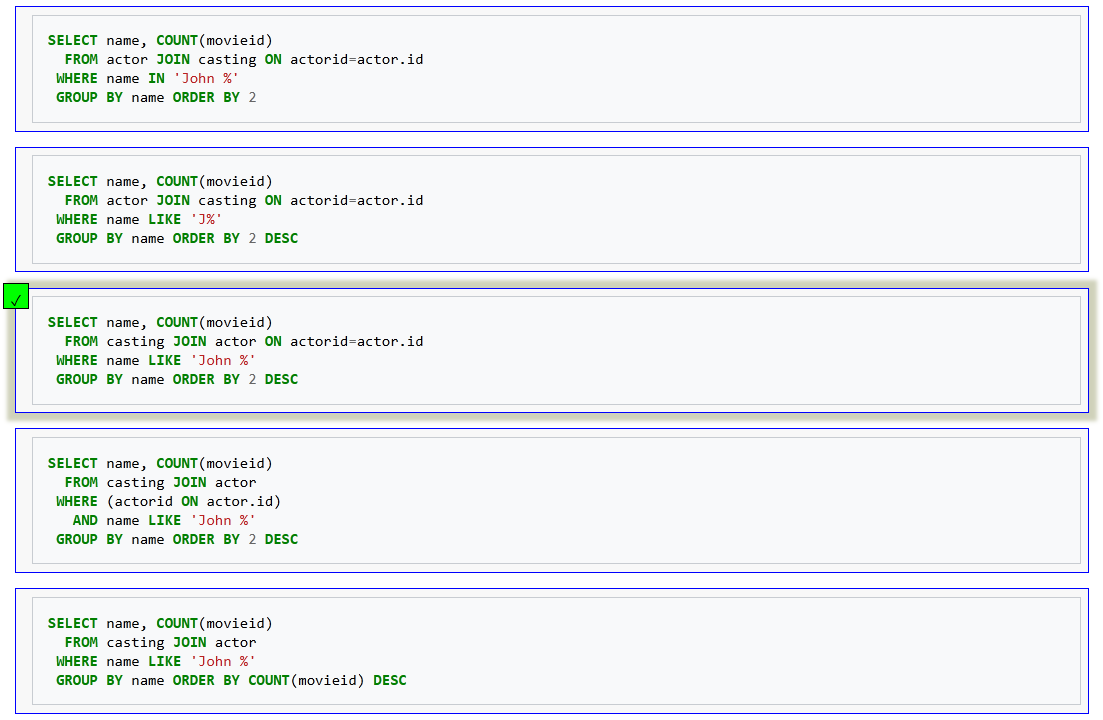 SELECT name, COUNT(movieid)
  FROM actor JOIN casting ON actorid=actor.id
 WHERE name IN 'John %'
 GROUP BY name ORDER BY 2
SELECT name, COUNT(movieid)
  FROM actor JOIN casting ON actorid=actor.id
 WHERE name LIKE 'J%'
 GROUP BY name ORDER BY 2 DESC
✓
SELECT name, COUNT(movieid)
  FROM casting JOIN actor ON actorid=actor.id
 WHERE name LIKE 'John %'
 GROUP BY name ORDER BY 2 DESC
SELECT name, COUNT(movieid)
  FROM casting JOIN actor
 WHERE (actorid ON actor.id)
   AND name LIKE 'John %'
 GROUP BY name ORDER BY 2 DESC
SELECT name, COUNT(movieid)
  FROM casting JOIN actor
 WHERE name LIKE 'John %'
 GROUP BY name ORDER BY COUNT(movieid) DESC